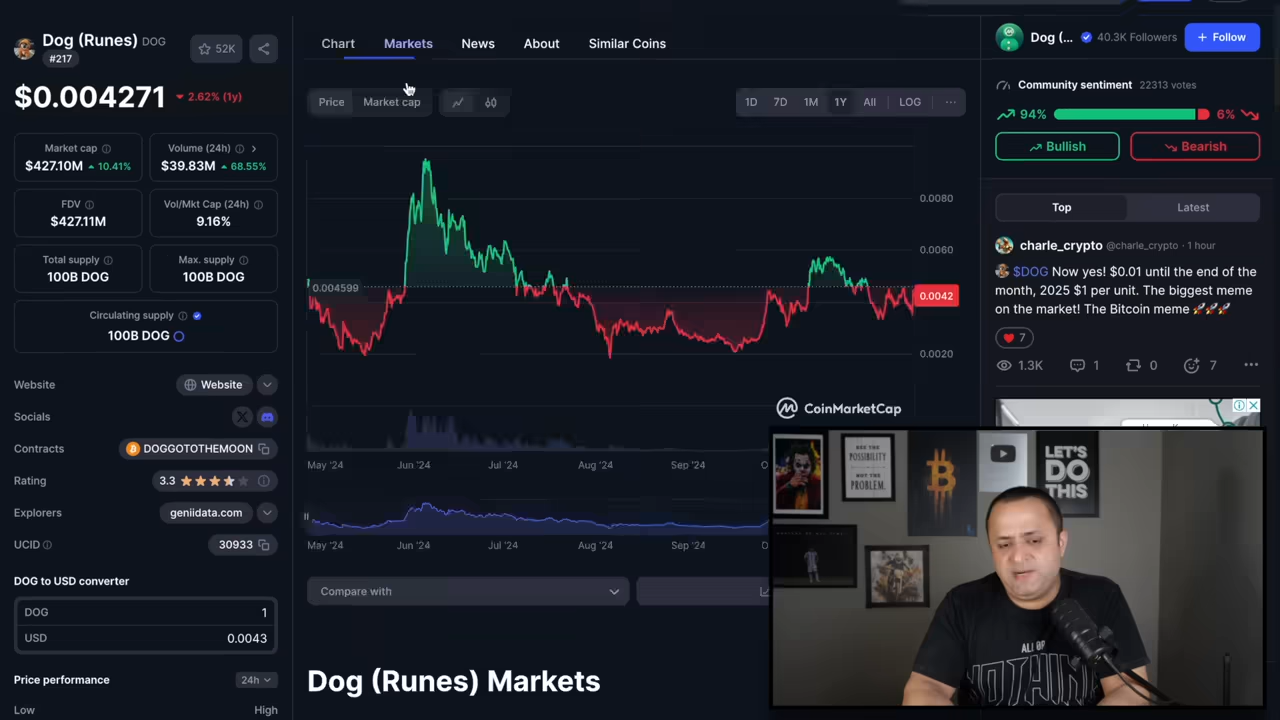 Dog (Runes) DOG
#217
52K
$0.004271
2.62% (1y)
Market cap
$427.10M 10.41%
Volume (24h)
$39.83M 68.55%
FDV
$427.11M
Vol/Mkt Cap (24h)
9.16%
Total supply
100B DOG
Max. supply
100B DOG
Circulating supply
100B DOG
Website
Website
Socials
Contracts
DOGGOTOTHEMOON
Rating
3.3
Explorers
geniidata.com
UCID
30933
DOG to USD converter
DOG
1
USD
0.0043
Price performance
24h
Low
High
Chart
Markets
News
About
Similar Coins
Price
Market cap
1D
7D
1M
1Y
All
LOG
0.0080
0.0060
0.004599
0.0042
0.0020
CoinMarketCap
May '24
Jun '24
Jul '24
Aug '24
Sep '24
May '24
Jun '24
Jul '24
Aug '24
Sep '24
Compare with
Dog (Runes) Markets
Dog (...
40.3K Followers
+ Follow
Community sentiment 22313 votes
94%
6%
Bullish
Bearish
Top
Latest
charle_crypto @charle_crypto · 1 hour
$DOG Now yes! $0.01 until the end of the
month, 2025 $1 per unit. The biggest meme
on the market! The Bitcoin meme 🚀🚀🚀
7
1.3K
1
0
7
SEE THE
POSSIBILITY
NOT THE
PROBLEM.
LET'S
DO
THIS
ALL OR
NOTHING